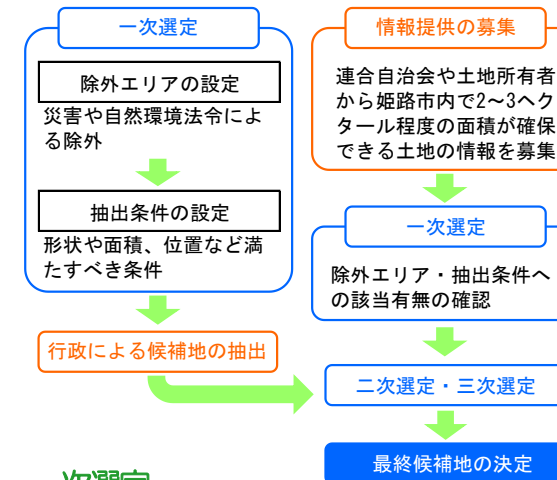 一次選定
除外エリアの設定
災害や自然環境法令によ
る除外
抽出条件の設定
形状や面積、位置など満
たすべき条件
行政による候補地の抽出
情報提供の募集
連合自治会や土地所有者
から姫路市内で2～3ヘク
タール程度の面積が確保
できる土地の情報を募集
一次選定
除外エリア・抽出条件へ
の該当有無の確認
二次選定・三次選定
最終候補地の決定
次選定